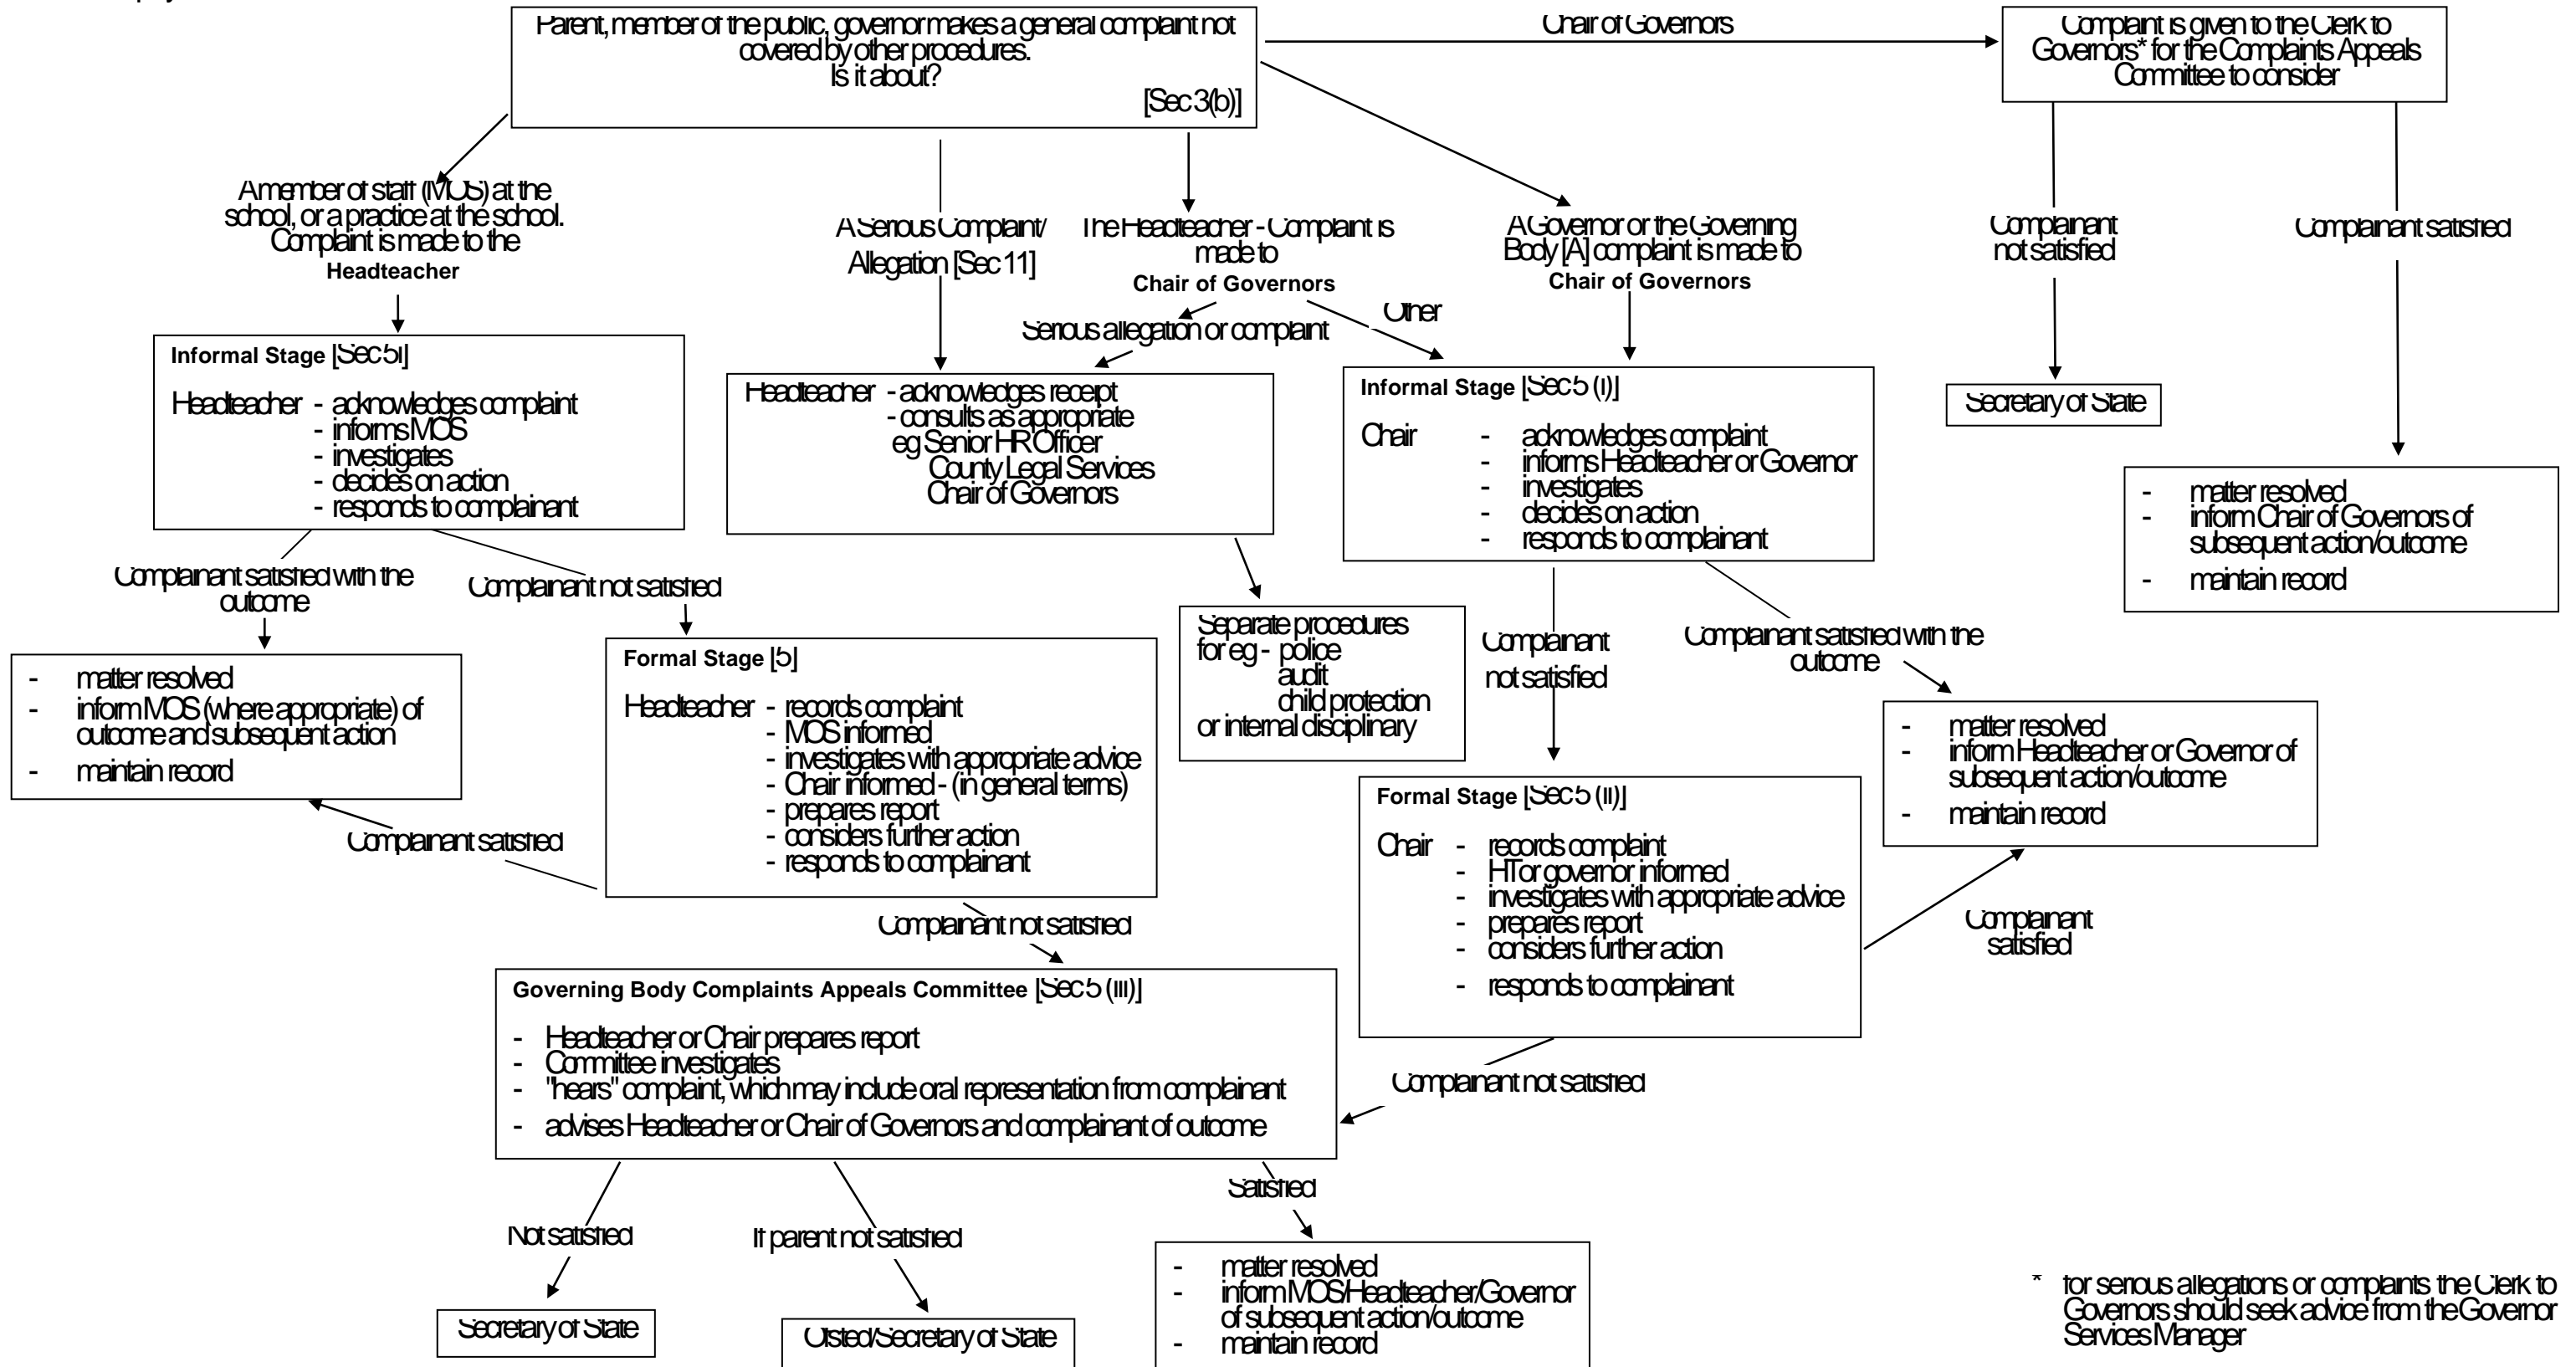 Parent, member of the public, governor makes a general complaint not
covered by other procedures.
Is it about?
[Sec 3(b)]
Chair of Governors
Complaint is given to the Clerk to
Governors* for the Complaints Appeals
Committee to consider
A member of staff (MOS) at the
school, or a practice at the school.
Complaint is made to the
Headteacher
A Serious Complaint/
Allegation [Sec 11]
The Headteacher - Complaint is
made to
Chair of Governors
A Governor or the Governing
Body [A] complaint is made to
Chair of Governors
Complainant
not satisfied
Complainant satisfied
Serious allegation or complaint
Other
Informal Stage [Sec 5i]
Headteacher - acknowledges complaint
- informs MOS
- investigates
- decides on action
- responds to complainant
Headteacher - acknowledges receipt
- consults as appropriate
eg Senior HR Officer
County Legal Services
Chair of Governors
Informal Stage [Sec 5 (i)]
Chair - acknowledges complaint
- informs Headteacher or Governor
- investigates
- decides on action
- responds to complainant
Secretary of State
- matter resolved
- inform Chair of Governors of
subsequent action/outcome
- maintain record
Complainant satisfied with the
outcome
Complainant not satisfied
Separate procedures
for eg - police
audit
child protection
or internal disciplinary
Complainant
not satisfied
Complainant satisfied with the
outcome
- matter resolved
- inform MOS (where appropriate) of
outcome and subsequent action
- maintain record
Formal Stage [5]
Headteacher - records complaint
- MOS informed
- investigates with appropriate advice
- Chair informed - (in general terms)
- prepares report
- considers further action
- responds to complainant
- matter resolved
- inform Headteacher or Governor of
subsequent action/outcome
- maintain record
Complainant satisfied
Formal Stage [Sec 5 (ii)]
Chair - records complaint
- HT or governor informed
- investigates with appropriate advice
- prepares report
- considers further action
- responds to complainant
Complainant
satisfied
Complainant not satisfied
Governing Body Complaints Appeals Committee [Sec 5 (iii)]
- Headteacher or Chair prepares report
- Committee investigates
- "hears" complaint, which may include oral representation from complainant
- advises Headteacher or Chair of Governors and complainant of outcome
Complainant not satisfied
Not satisfied
If parent not satisfied
Satisfied
Secretary of State
Ofsted/Secretary of State
- matter resolved
- inform MOS/Headteacher/Governor
of subsequent action/outcome
- maintain record
* for serious allegations or complaints the Clerk to
Governors should seek advice from the Governor
Services Manager